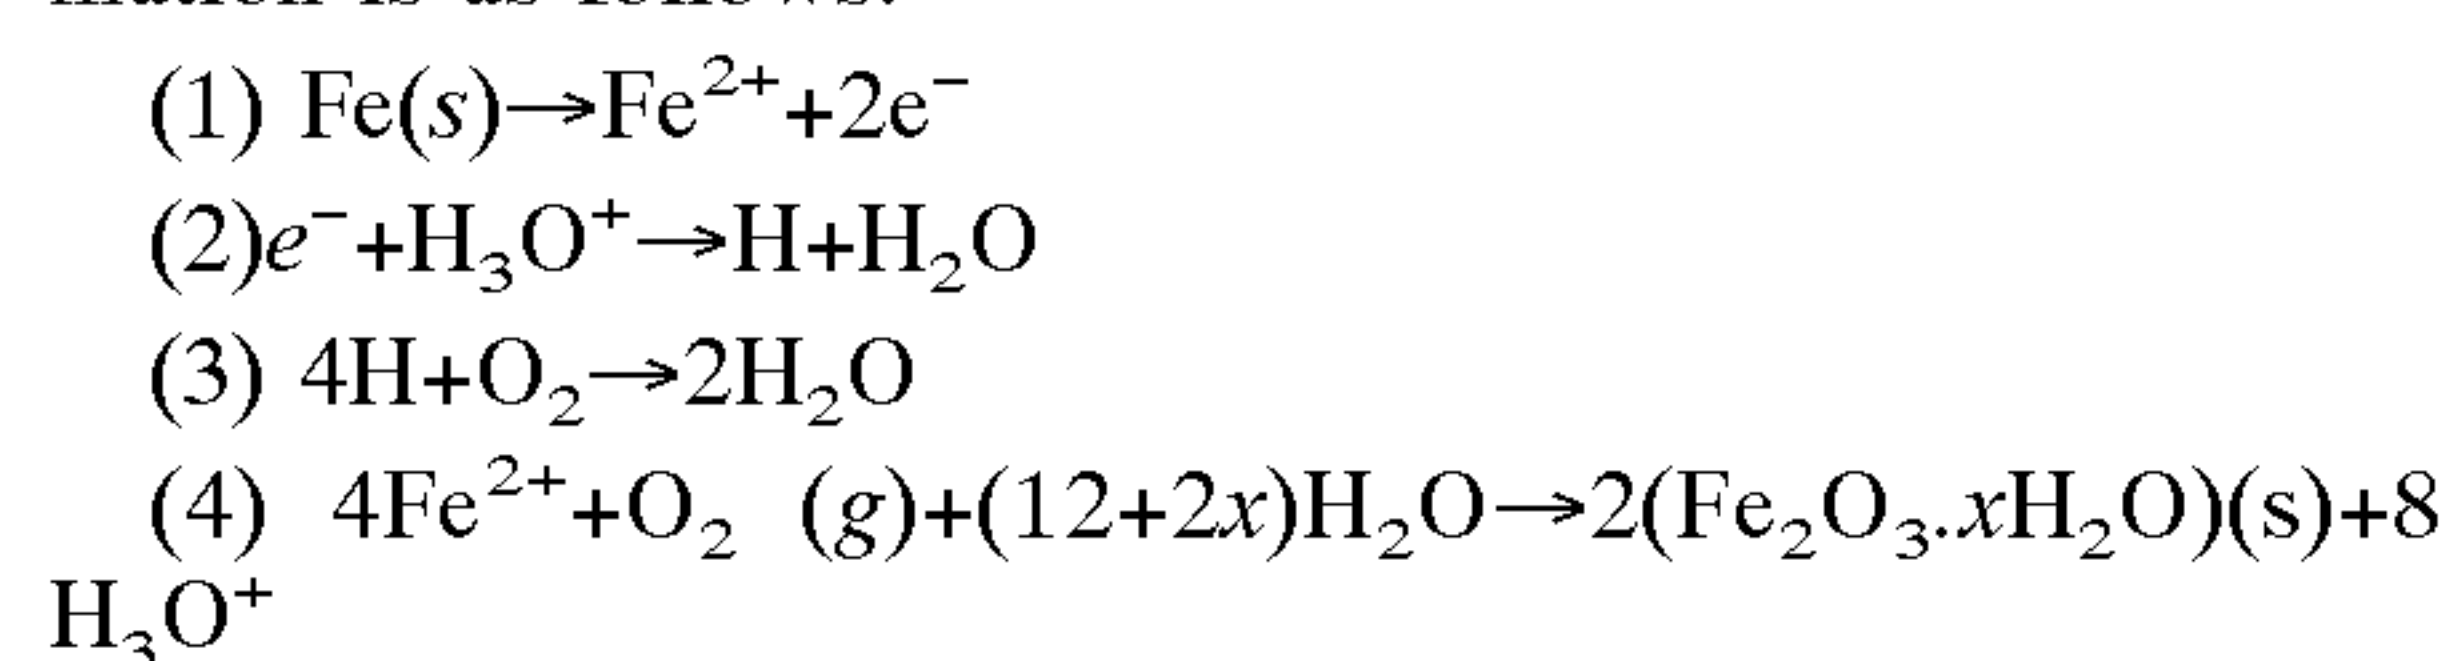 (1) Fe(s)→Fe²⁺+2e⁻
(2)e⁻+H₃O⁺→H+H₂O
(3) 4H+O₂→2H₂O
(4) 4Fe²⁺+O₂ (g)+(12+2x)H₂O→2(Fe₂O₃.xH₂O)(s)+8
H₃O⁺